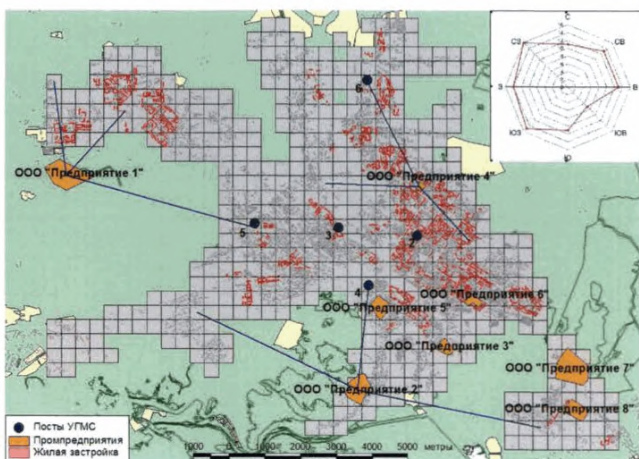 С
СЗ
СВ
З
В
ЮЗ
ЮВ
Ю
6
ООО "Предприятие 1"
ООО "Предприятие 4"
5
3
2
4
ООО "Предприятие 5"
ООО "Предприятие 6"
ООО "Предприятие 3"
ООО "Предприятие 7"
ООО "Предприятие 2"
ООО "Предприятие 8"
Посты УГМС
Промпредприятия
Жилая застройка
1000 0 1000 2000 3000 4000 метры